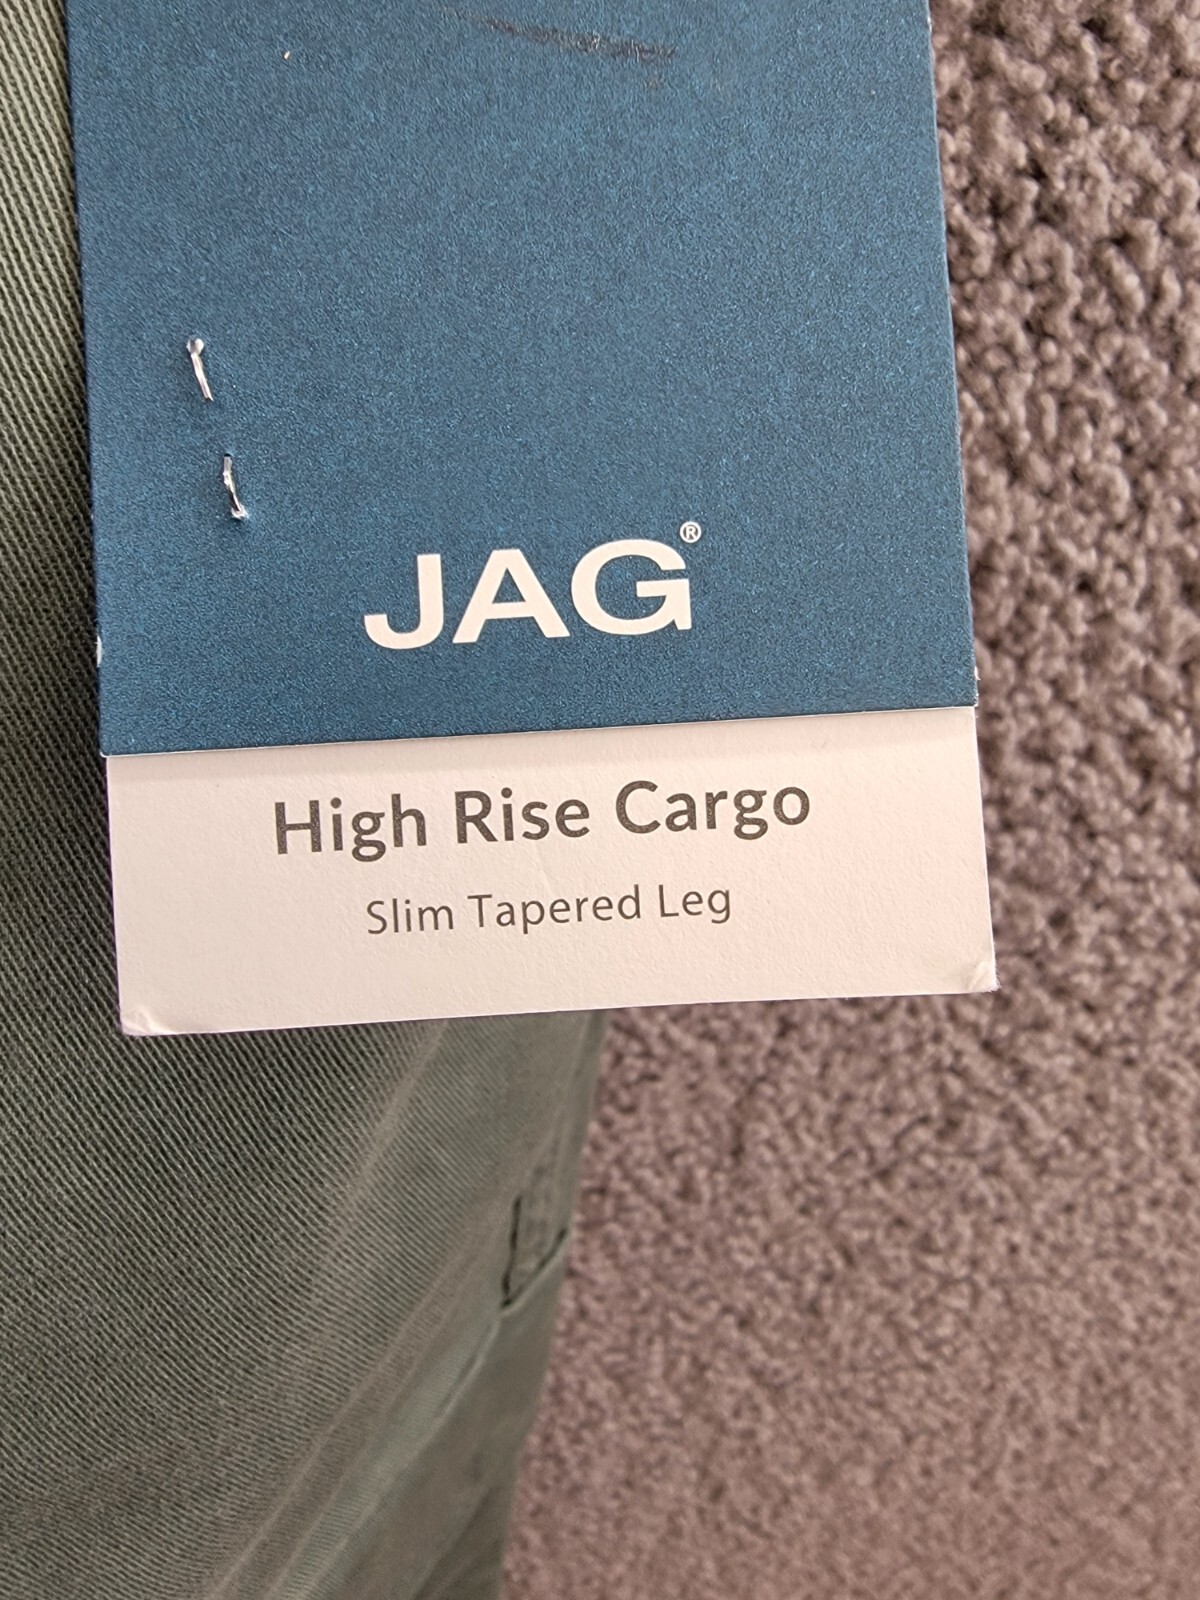 JAG®
High Rise Cargo
Slim Tapered Leg